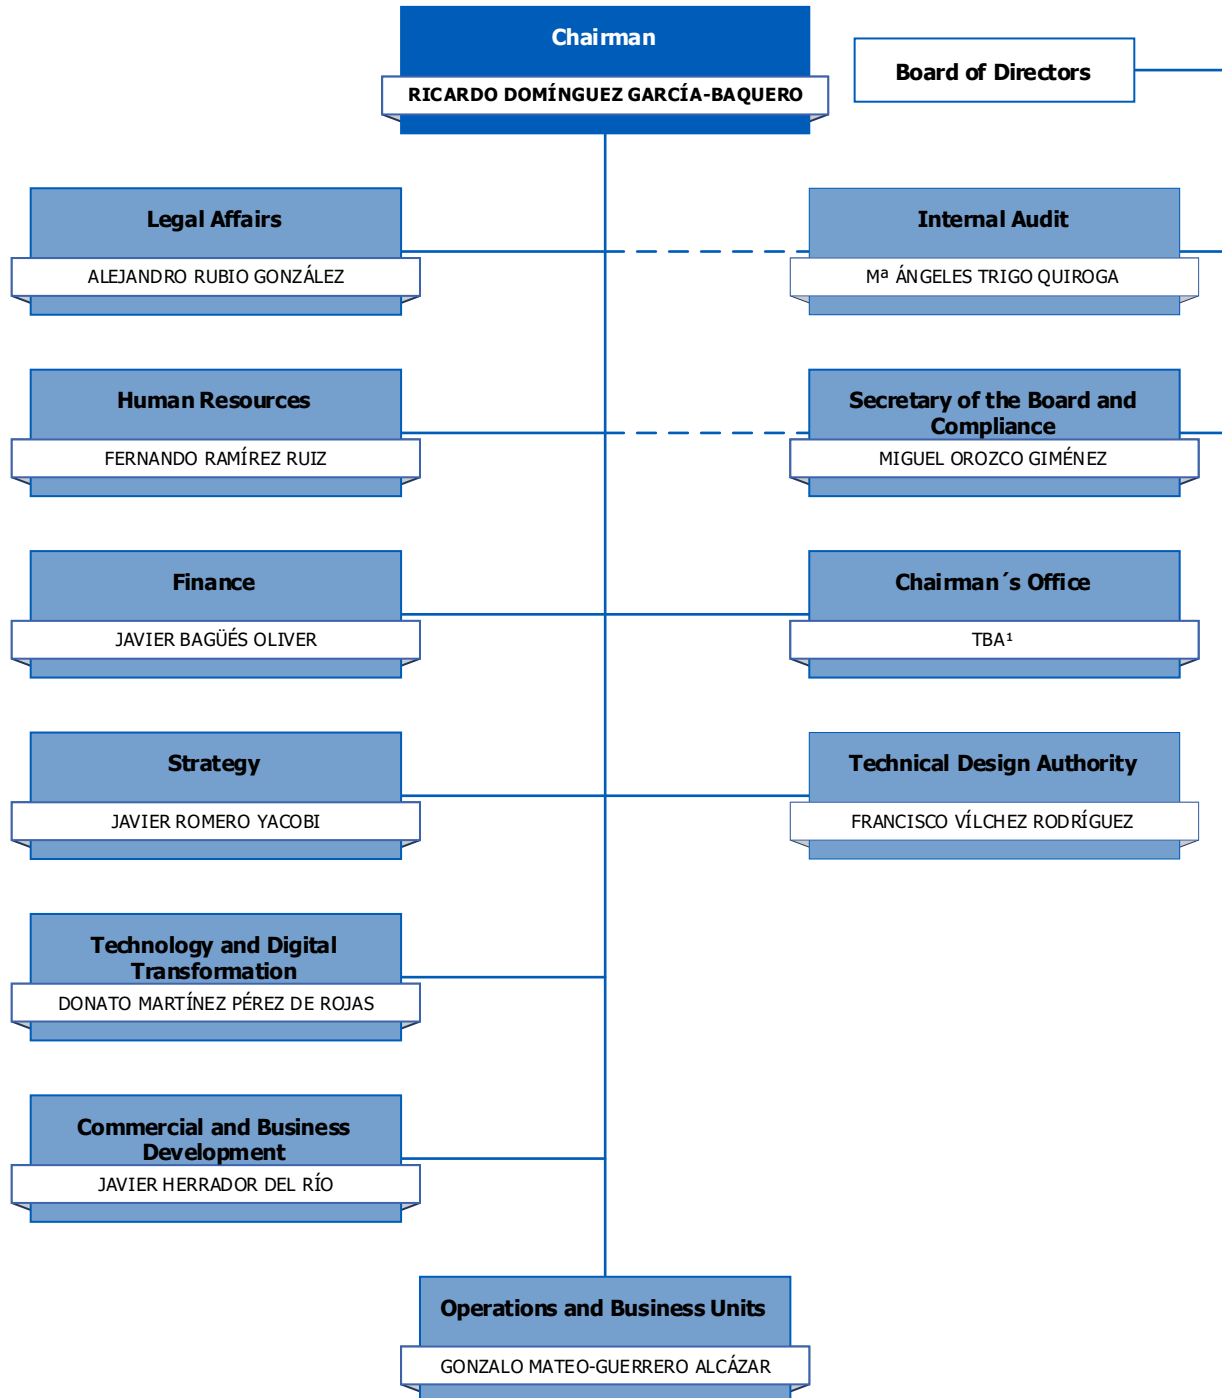 Chairman
RICARDO DOMÍNGUEZ GARCÍA-BAQUERO
Board of Directors
Legal Affairs
ALEJANDRO RUBIO GONZÁLEZ
Internal Audit
Mª ÁNGELES TRIGO QUIROGA
Human Resources
FERNANDO RAMÍREZ RUIZ
Secretary of the Board and
Compliance
MIGUEL OROZCO GIMÉNEZ
Finance
JAVIER BAGÜÉS OLIVER
Chairman´s Office
TBA¹
Strategy
JAVIER ROMERO YACOBI
Technical Design Authority
FRANCISCO VÍLCHEZ RODRÍGUEZ
Technology and Digital
Transformation
DONATO MARTÍNEZ PÉREZ DE ROJAS
Commercial and Business
Development
JAVIER HERRADOR DEL RÍO
Operations and Business Units
GONZALO MATEO-GUERRERO ALCÁZAR